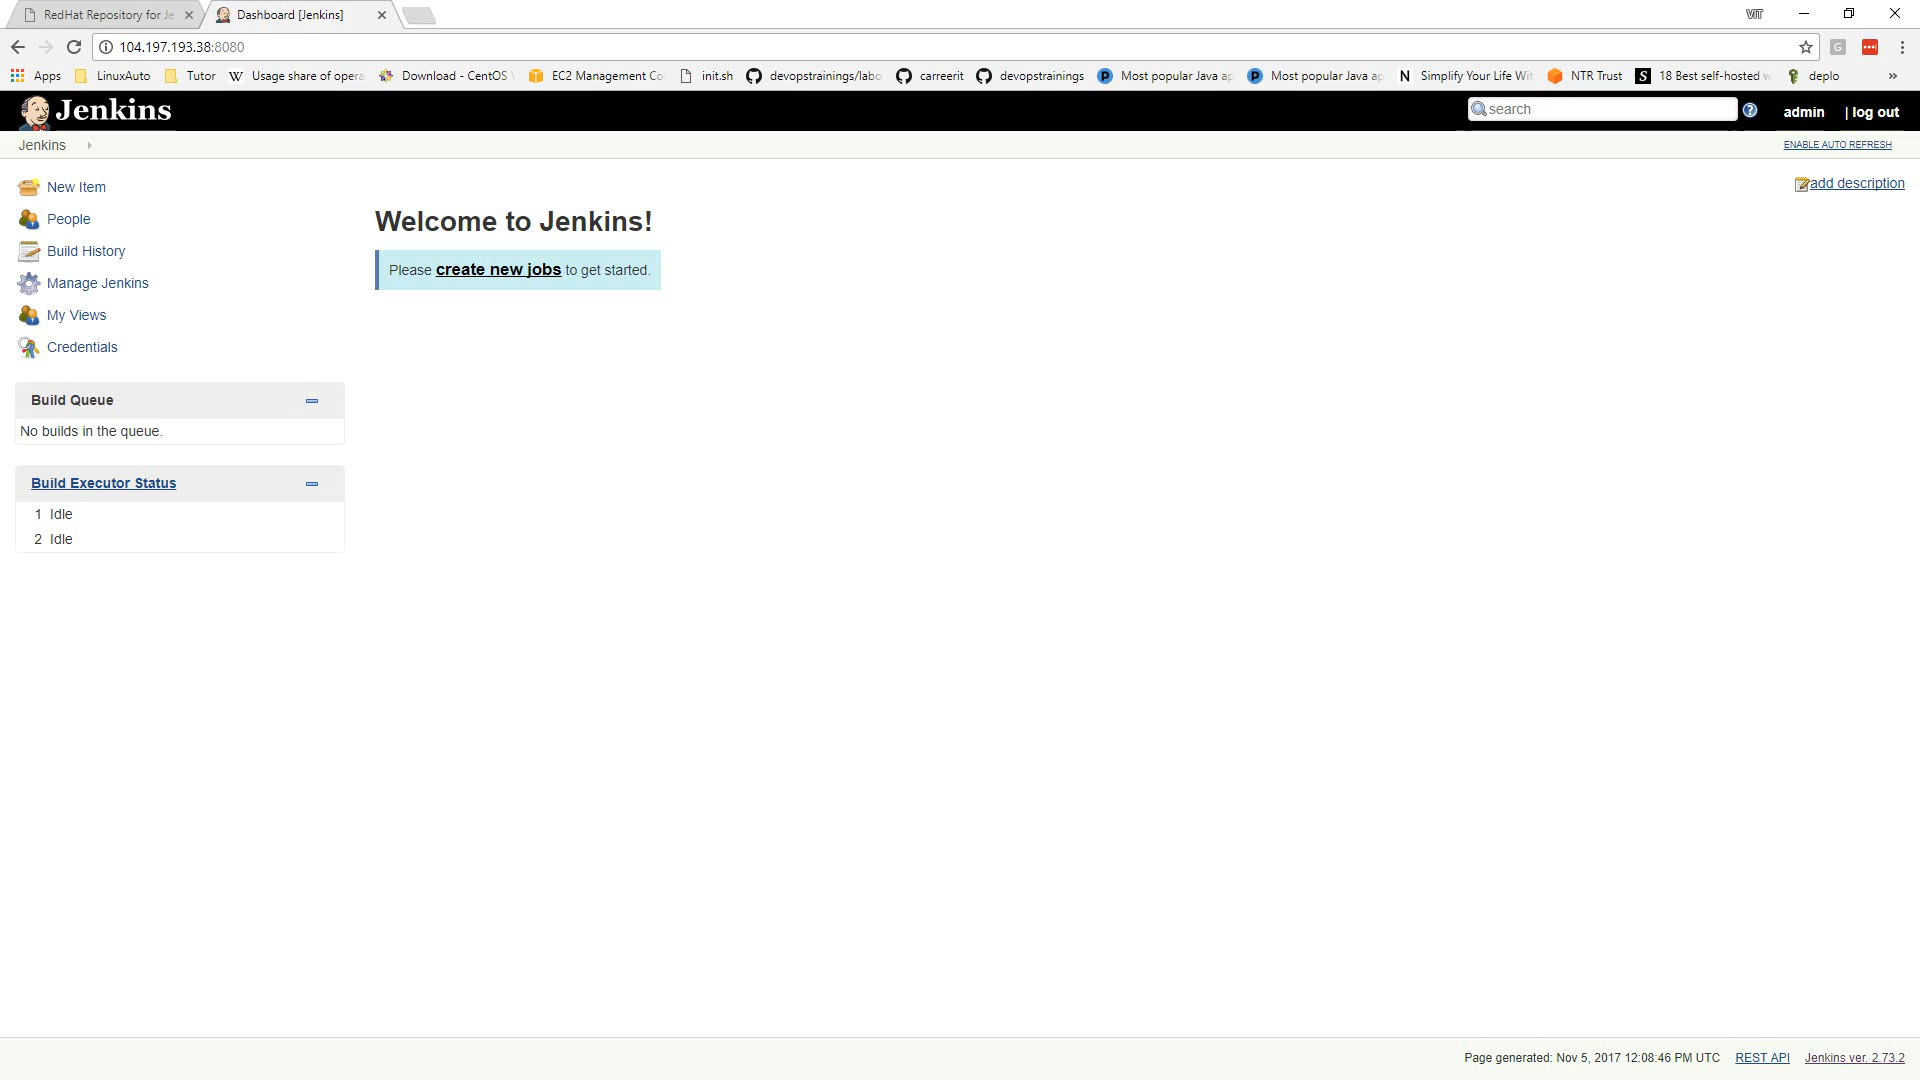 RedHat Repository for Je
Dashboard [Jenkins]
VIT
104.197.193.38:8080
Apps
LinuxAuto
Tutor
W Usage share of opera
Download - CentOS
EC2 Management Co
init.sh
devopstrainings/labo
carreerit
devopstrainings
P Most popular Java ap
P Most popular Java ap
N Simplify Your Life Wit
NTR Trust
S 18 Best self-hosted w
deplo
»
Jenkins
search
admin
| log out
Jenkins
ENABLE AUTO REFRESH
New Item
add description
People
Welcome to Jenkins!
Build History
Please create new jobs to get started.
Manage Jenkins
My Views
Credentials
Build Queue
No builds in the queue.
Build Executor Status
1 Idle
2 Idle
Page generated: Nov 5, 2017 12:08:46 PM UTC
REST API
Jenkins ver. 2.73.2